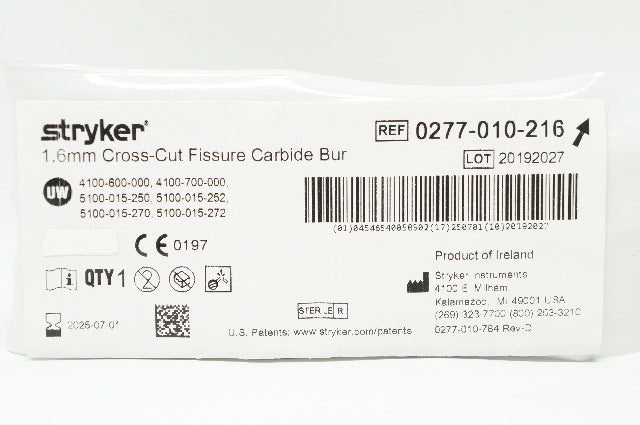 stryker®
REF 0277-010-216
1.6mm Cross-Cut Fissure Carbide Bur
LOT 20192027
UW
4100-600-000, 4100-700-000,
5100-015-250, 5100-015-252,
5100-015-270, 5100-015-272
(01)04546540050502(17)250701(10)20192027
CE 0197
Product of Ireland
Stryker Instruments
4100 E. Milham
Kalamazoo, MI 49001 USA
(269) 323-7700 (800) 253-3210
i QTY 1 2
2025-07-01
STERILE R
U.S. Patents: www.stryker.com/patents
0277-010-784 Rev-C